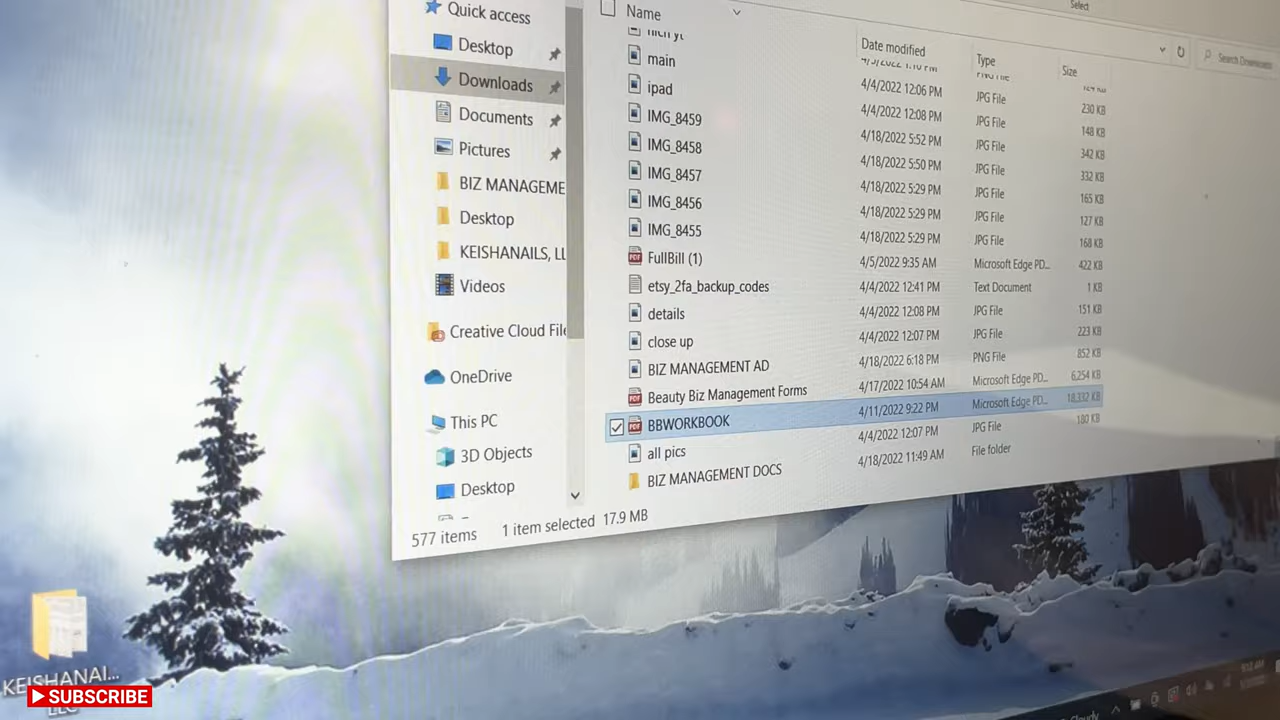 Select
Quick access
Desktop
Downloads
Documents
Pictures
BIZ MANAGEME
Desktop
KEISHANAILS, LL
Videos
Creative Cloud File
OneDrive
This PC
3D Objects
Desktop
Name Date modified Type Size
Search Downloads
main 4/4/2022 12:06 PM JPG File 230 KB
ipad 4/4/2022 12:08 PM JPG File 148 KB
IMG_8459 4/18/2022 5:52 PM JPG File 342 KB
IMG_8458 4/18/2022 5:50 PM JPG File 332 KB
IMG_8457 4/18/2022 5:29 PM JPG File 165 KB
IMG_8456 4/18/2022 5:29 PM JPG File 127 KB
IMG_8455 4/18/2022 5:29 PM JPG File 168 KB
FullBill (1) 4/5/2022 9:35 AM Microsoft Edge PD... 422 KB
etsy_2fa_backup_codes 4/4/2022 12:41 PM Text Document 1 KB
details 4/4/2022 12:08 PM JPG File 151 KB
close up 4/4/2022 12:07 PM JPG File 223 KB
BIZ MANAGEMENT AD 4/18/2022 6:18 PM PNG File 852 KB
Beauty Biz Management Forms 4/17/2022 10:54 AM Microsoft Edge PD... 6,254 KB
BBWORKBOOK 4/11/2022 9:22 PM Microsoft Edge PD... 18,332 KB
all pics 4/4/2022 12:07 PM JPG File 180 KB
BIZ MANAGEMENT DOCS 4/18/2022 11:49 AM File folder
577 items 1 item selected 17.9 MB
KEISHANAI...
LLC
SUBSCRIBE